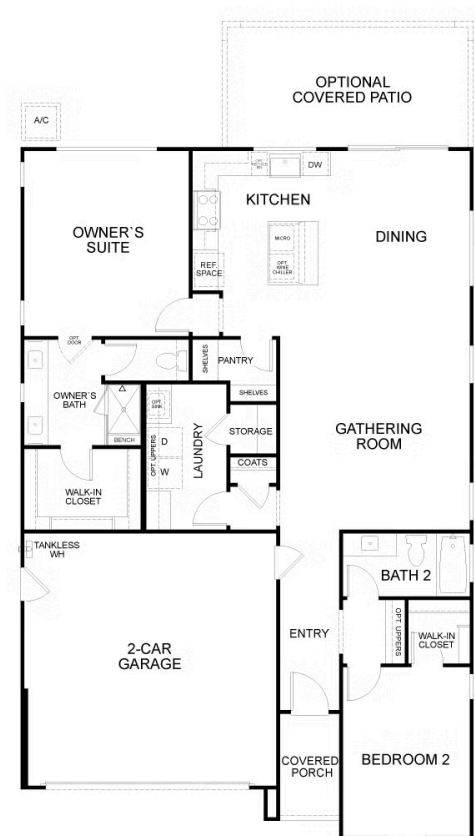 OPTIONAL
COVERED PATIO
A/C
DW
KITCHEN
OWNER`S
SUITE
MICRO
DINING
OPT.
WINE
CHILLER
REF.
SPACE
OPT.
DOOR
SHELVES
PANTRY
SHELVES
OWNER`S
BATH
OPT.
SINK
BENCH
LAUNDRY
STORAGE
GATHERING
ROOM
OPT. UPPERS
D
W
COATS
WALK-IN
CLOSET
TANKLESS
WH
BATH 2
ENTRY
OPT. UPPERS
WALK-IN
CLOSET
2-CAR
GARAGE
COVERED
PORCH
BEDROOM 2